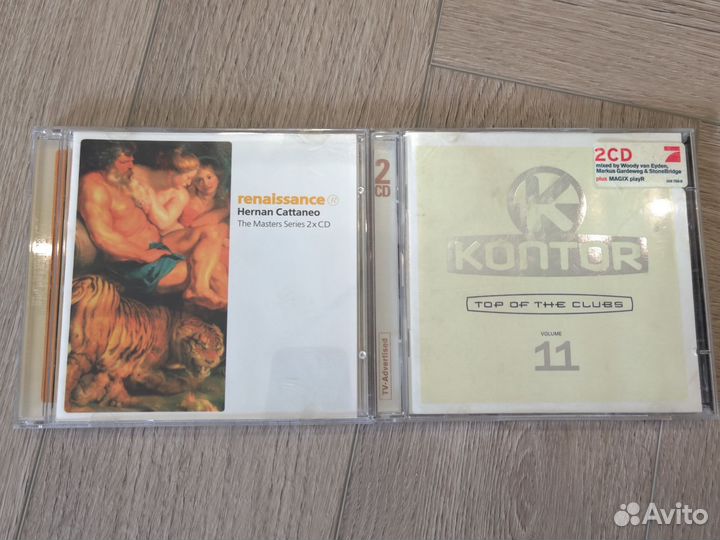 renaissance ®
Hernan Cattaneo
The Masters Series 2xCD
2
CD
TV-Advertised
2CD
mixed by Woody van Eyden,
Markus Gardeweg & StoneBridge
plus MAGIX playR
K
KONTOR
TOP OF THE CLUBS
VOLUME
11
Avito